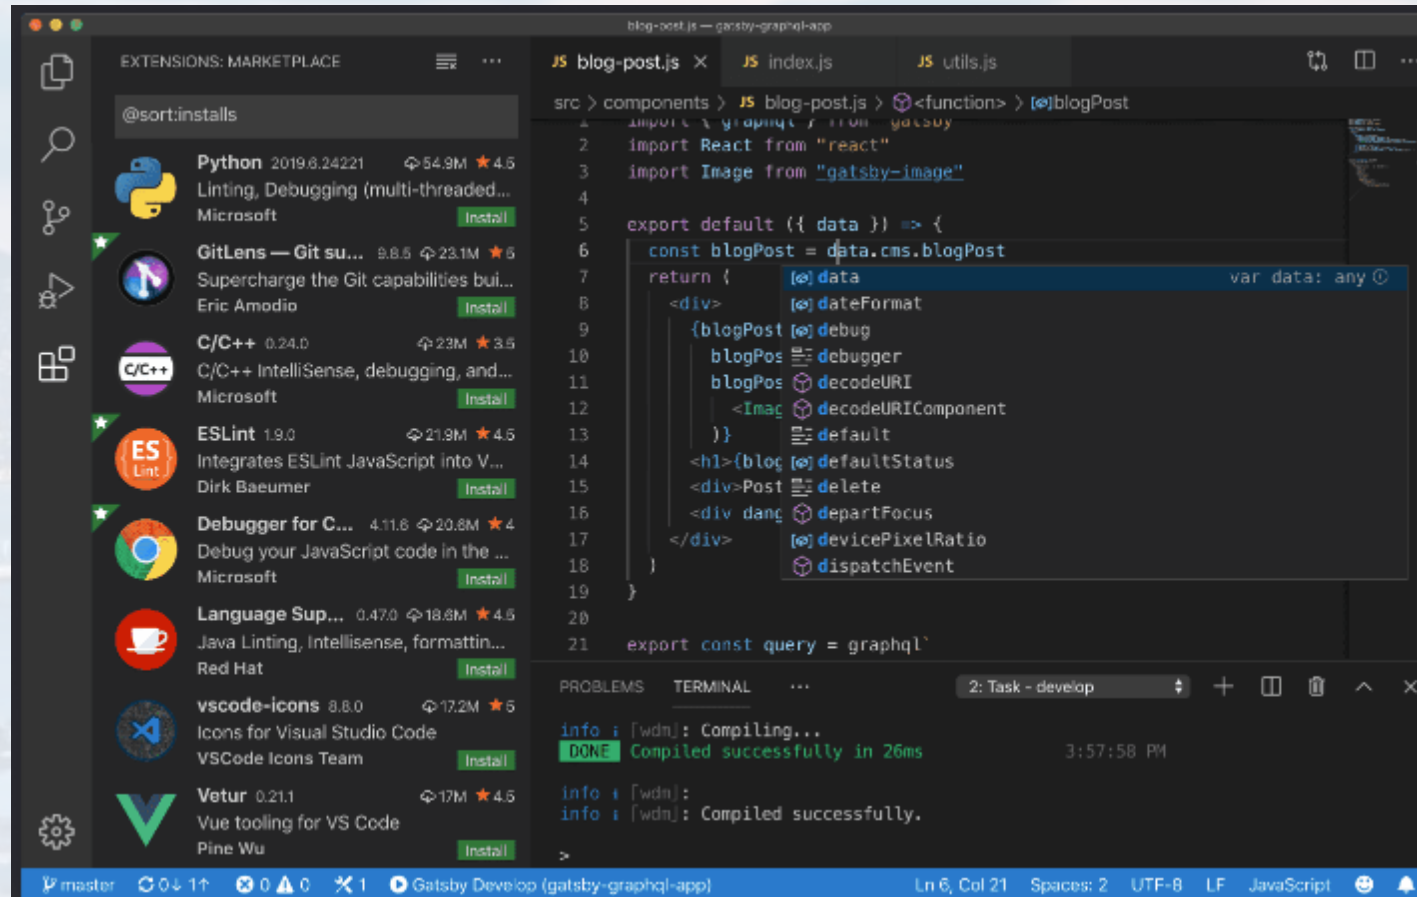 blog-post.js — gatsby-graphql-app
EXTENSIONS: MARKETPLACE
@sort:installs
Python 2019.6.24221 54.9M 4.5
Linting, Debugging (multi-threaded...
Microsoft Install
GitLens — Git su... 9.8.5 23.1M 5
Supercharge the Git capabilities bui...
Eric Amodio Install
C/C++ 0.24.0 23M 3.5
C/C++ C/C++ IntelliSense, debugging, and...
Microsoft Install
ESLint 1.9.0 21.9M 4.5
ES Lint Integrates ESLint JavaScript into V...
Dirk Baeumer Install
Debugger for C... 4.11.6 20.6M 4
Debug your JavaScript code in the ...
Microsoft Install
Language Sup... 0.47.0 18.6M 4.5
Java Linting, Intellisense, formattin...
Red Hat Install
vscode-icons 8.8.0 17.2M 5
Icons for Visual Studio Code
VSCode Icons Team Install
Vetur 0.21.1 17M 4.5
Vue tooling for VS Code
Pine Wu Install
JS blog-post.js JS index.js JS utils.js
src > components > JS blog-post.js > <function> > blogPost
1 import { graphql } from "gatsby"
2 import React from "react"
3 import Image from "gatsby-image"
4
5 export default ({ data }) => {
6 const blogPost = data.cms.blogPost
7 return (
8 <div>
9 {blogPost
10 blogPos
11 blogPos
12 <Imag
13 )}
14 <h1>{blog
15 <div>Post
16 <div dang
17 </div>
18 )
19 }
20
21 export const query = graphql`
data var data: any
dateFormat
debug
debugger
decodeURI
decodeURIComponent
default
defaultStatus
delete
departFocus
devicePixelRatio
dispatchEvent
PROBLEMS TERMINAL ... 2: Task - develop
info i [wdm]: Compiling...
DONE Compiled successfully in 26ms 3:57:58 PM
info i [wdm]:
info i [wdm]: Compiled successfully.
>
master 0↓ 1↑ 0 0 1 Gatsby Develop (gatsby-graphql-app) Ln 6, Col 21 Spaces: 2 UTF-8 LF JavaScript